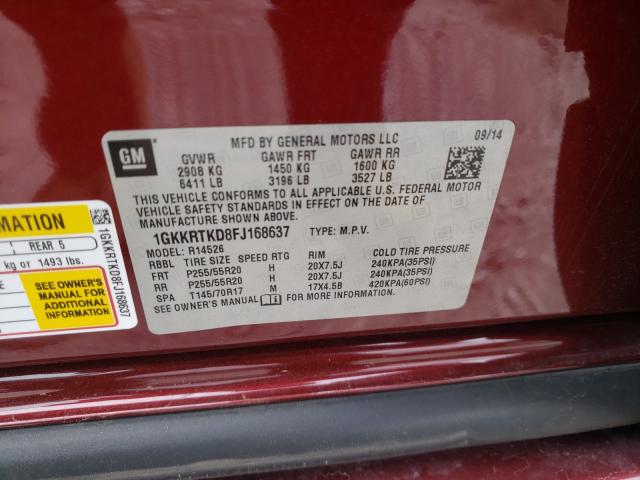 GM
MFD BY GENERAL MOTORS LLC 09/14
GVWR GAWR FRT GAWR RR
2908 KG 1450 KG 1600 KG
6411 LB 3196 LB 3527 LB
THIS VEHICLE CONFORMS TO ALL APPLICABLE U.S. FEDERAL MOTOR
VEHICLE SAFETY STANDARDS IN EFFECT ON THE DATE OF
MANUFACTURE SHOWN ABOVE.
1GKKRTKD8FJ168637 TYPE: M.P.V.
MODEL: R14526
RBBL TIRE SIZE SPEED RTG RIM COLD TIRE PRESSURE
FRT P255/55R20 H 20X7.5J 240KPA(35PSI)
RR P255/55R20 H 20X7.5J 240KPA(35PSI)
SPA T145/70R17 M 17X4.5B 420KPA(60PSI)
SEE OWNER'S MANUAL FOR MORE INFORMATION.
RMATION
REAR 5
kg or 1493 lbs.
SEE OWNER'S
MANUAL FOR
ADDITIONAL
INFORMATION
1GKKRTKD8FJ168637